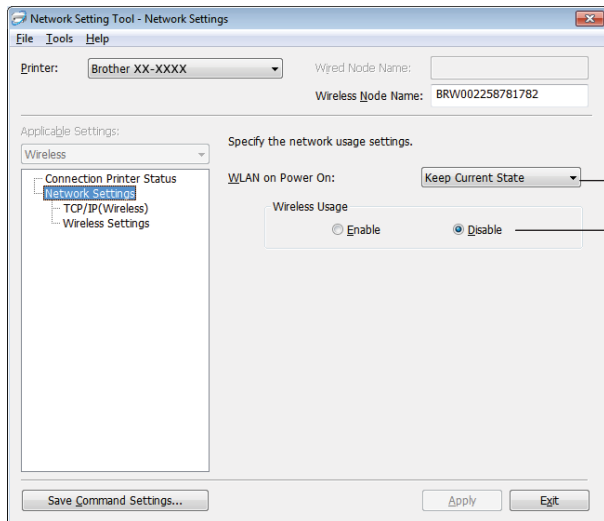 Network Setting Tool - Network Settings
File Tools Help
Printer: Brother XX-XXXX Wired Node Name:
Wireless Node Name: BRW002258781782
Applicable Settings:
Wireless
Connection Printer Status
Network Settings
TCP/IP(Wireless)
Wireless Settings
Specify the network usage settings.
WLAN on Power On: Keep Current State
Wireless Usage
Enable Disable
Save Command Settings... Apply Exit